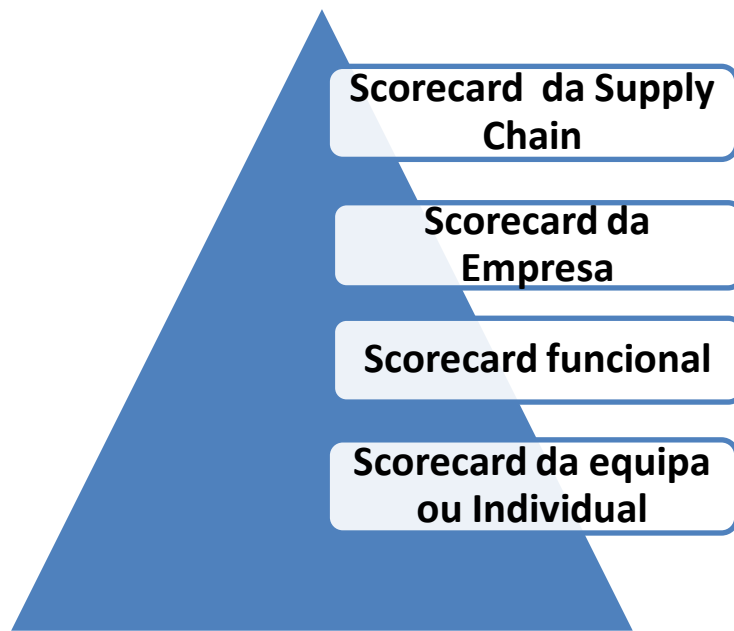 Scorecard da Supply
Chain
Scorecard da
Empresa
Scorecard funcional
Scorecard da equipa
ou Individual